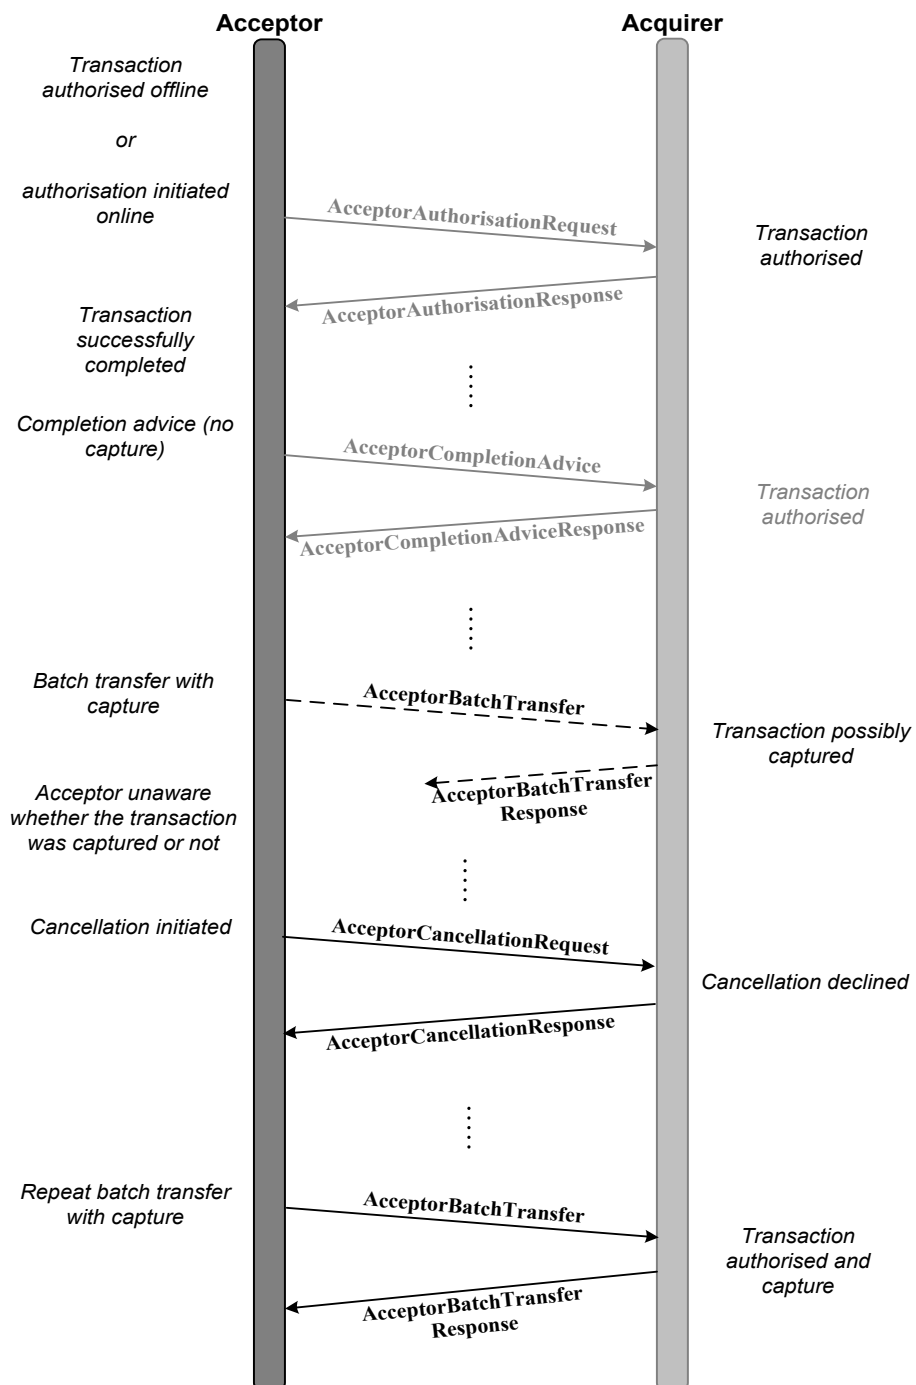 Acceptor
Acquirer
Transaction
authorised offline
or
authorisation initiated
online
AcceptorAuthorisationRequest
Transaction
authorised
AcceptorAuthorisationResponse
Transaction
successfully
completed
Completion advice (no
capture)
AcceptorCompletionAdvice
Transaction
authorised
AcceptorCompletionAdviceResponse
Batch transfer with
capture
AcceptorBatchTransfer
Transaction possibly
captured
AcceptorBatchTransfer
Response
Acceptor unaware
whether the transaction
was captured or not
Cancellation initiated
AcceptorCancellationRequest
Cancellation declined
AcceptorCancellationResponse
Repeat batch transfer
with capture
AcceptorBatchTransfer
Transaction
authorised and
capture
AcceptorBatchTransfer
Response